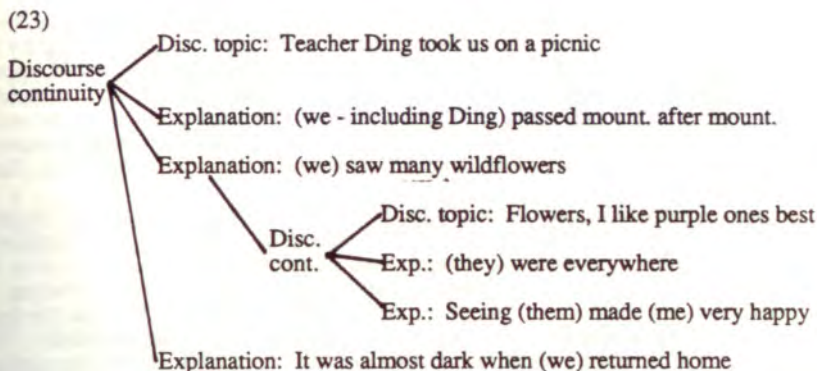 (23)
Disc. topic: Teacher Ding took us on a picnic
Discourse
continuity
Explanation: (we - including Ding) passed mount. after mount.
Explanation: (we) saw many wildflowers
Disc. topic: Flowers, I like purple ones best
Disc.
cont.
Exp.: (they) were everywhere
Exp.: Seeing (them) made (me) very happy
Explanation: It was almost dark when (we) returned home